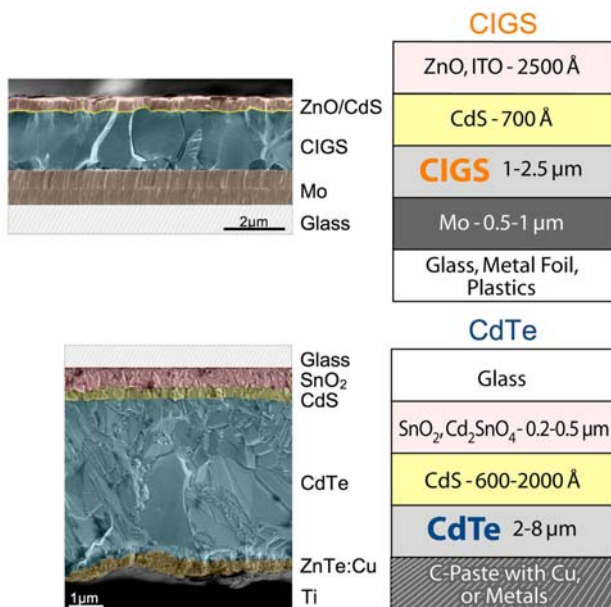 CIGS
ZnO/CdS
CIGS
Mo
Glass
2μm
ZnO, ITO - 2500 Å
CdS - 700 Å
CIGS 1-2.5 μm
Mo - 0.5-1 μm
Glass, Metal Foil,
Plastics
CdTe
Glass
SnO₂
CdS
CdTe
ZnTe:Cu
Ti
1μm
Glass
SnO₂, Cd₂SnO₄ - 0.2-0.5 μm
CdS - 600-2000 Å
CdTe 2-8 μm
C-Paste with Cu,
or Metals